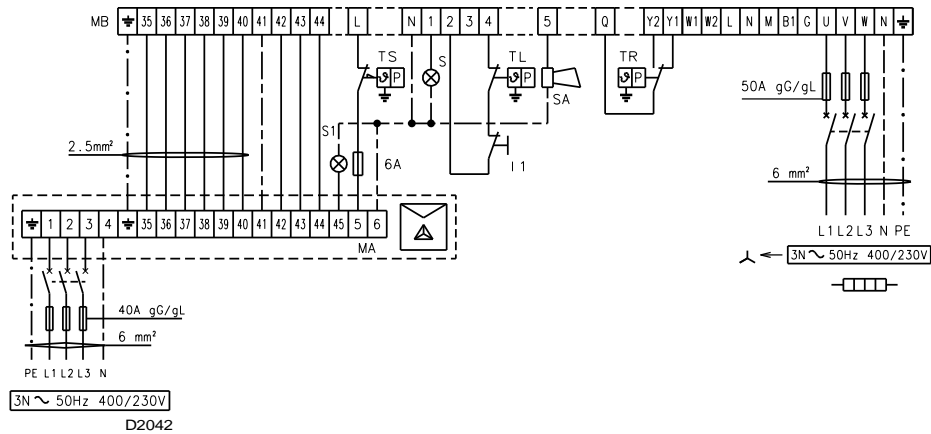 MB 35 36 37 38 39 40 41 42 43 44 L N 1 2 3 4 5 Q Y2 Y1 W1 W2 L N M B1 G U V W N
TS S TL TR
ϑ P ϑ P ϑ P
SA
50A gG/gL
S1
2.5mm²
6A
I1
6 mm²
35 36 37 38 39 40 41 42 43 44 45 5 6
1 2 3 4
MA
L1 L2 L3 N PE
3N ~ 50Hz 400/230V
40A gG/gL
6 mm²
PE L1 L2 L3 N
3N ~ 50Hz 400/230V
D2042